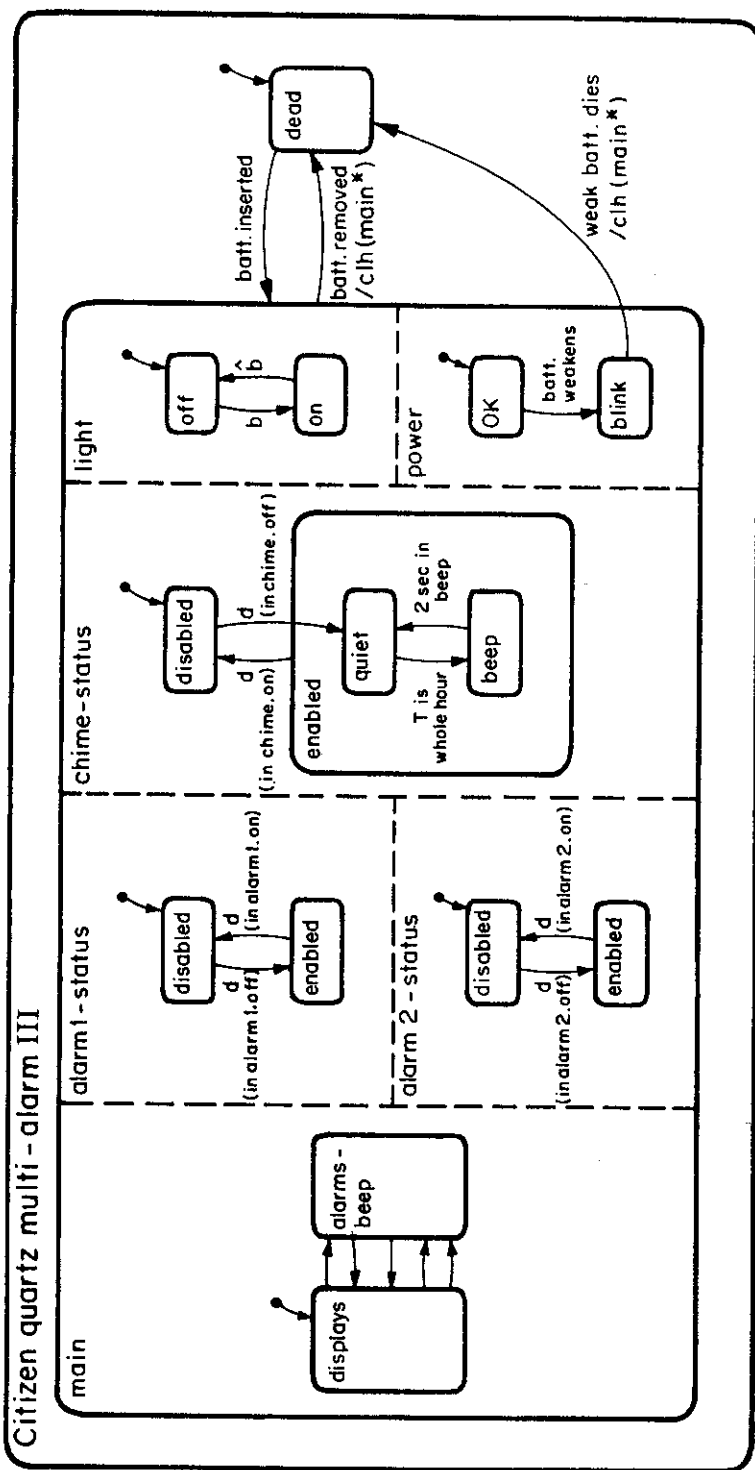 Citizen quartz multi-alarm III
main
displays
alarms-
beep
alarm1-status
disabled
d
(in alarm1.off)
d
(in alarm1.on)
enabled
alarm 2-status
disabled
d
(in alarm2.off)
d
(in alarm2.on)
enabled
chime-status
disabled
d
(in chime.on)
d
(in chime.off)
enabled
quiet
T is
whole hour
2 sec in
beep
beep
light
off
b
b̂
on
power
OK
batt.
weakens
blink
batt. inserted
batt. removed
/clh (main*)
dead
weak batt. dies
/clh (main*)